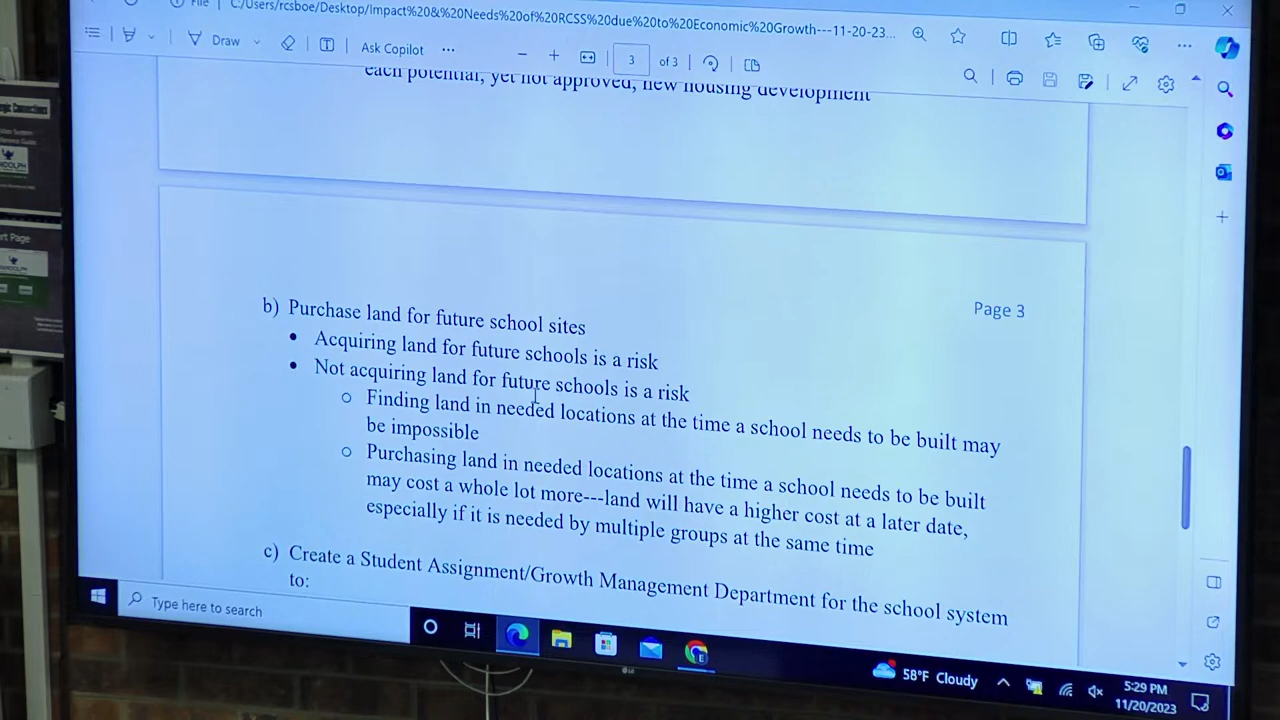 File
C:/Users/rcsboe/Desktop/Impact%20&%20Needs%20of%20RCSS%20due%20to%20Economic%20Growth---11-20-23...
Draw
Ask Copilot
3 of 3
each potential, yet not approved, new housing development
Page 3
b) Purchase land for future school sites
• Acquiring land for future schools is a risk
• Not acquiring land for future schools is a risk
o Finding land in needed locations at the time a school needs to be built may
be impossible
o Purchasing land in needed locations at the time a school needs to be built
may cost a whole lot more---land will have a higher cost at a later date,
especially if it is needed by multiple groups at the same time
c) Create a Student Assignment/Growth Management Department for the school system
to:
Type here to search
58°F Cloudy
5:29 PM
11/20/2023
LG